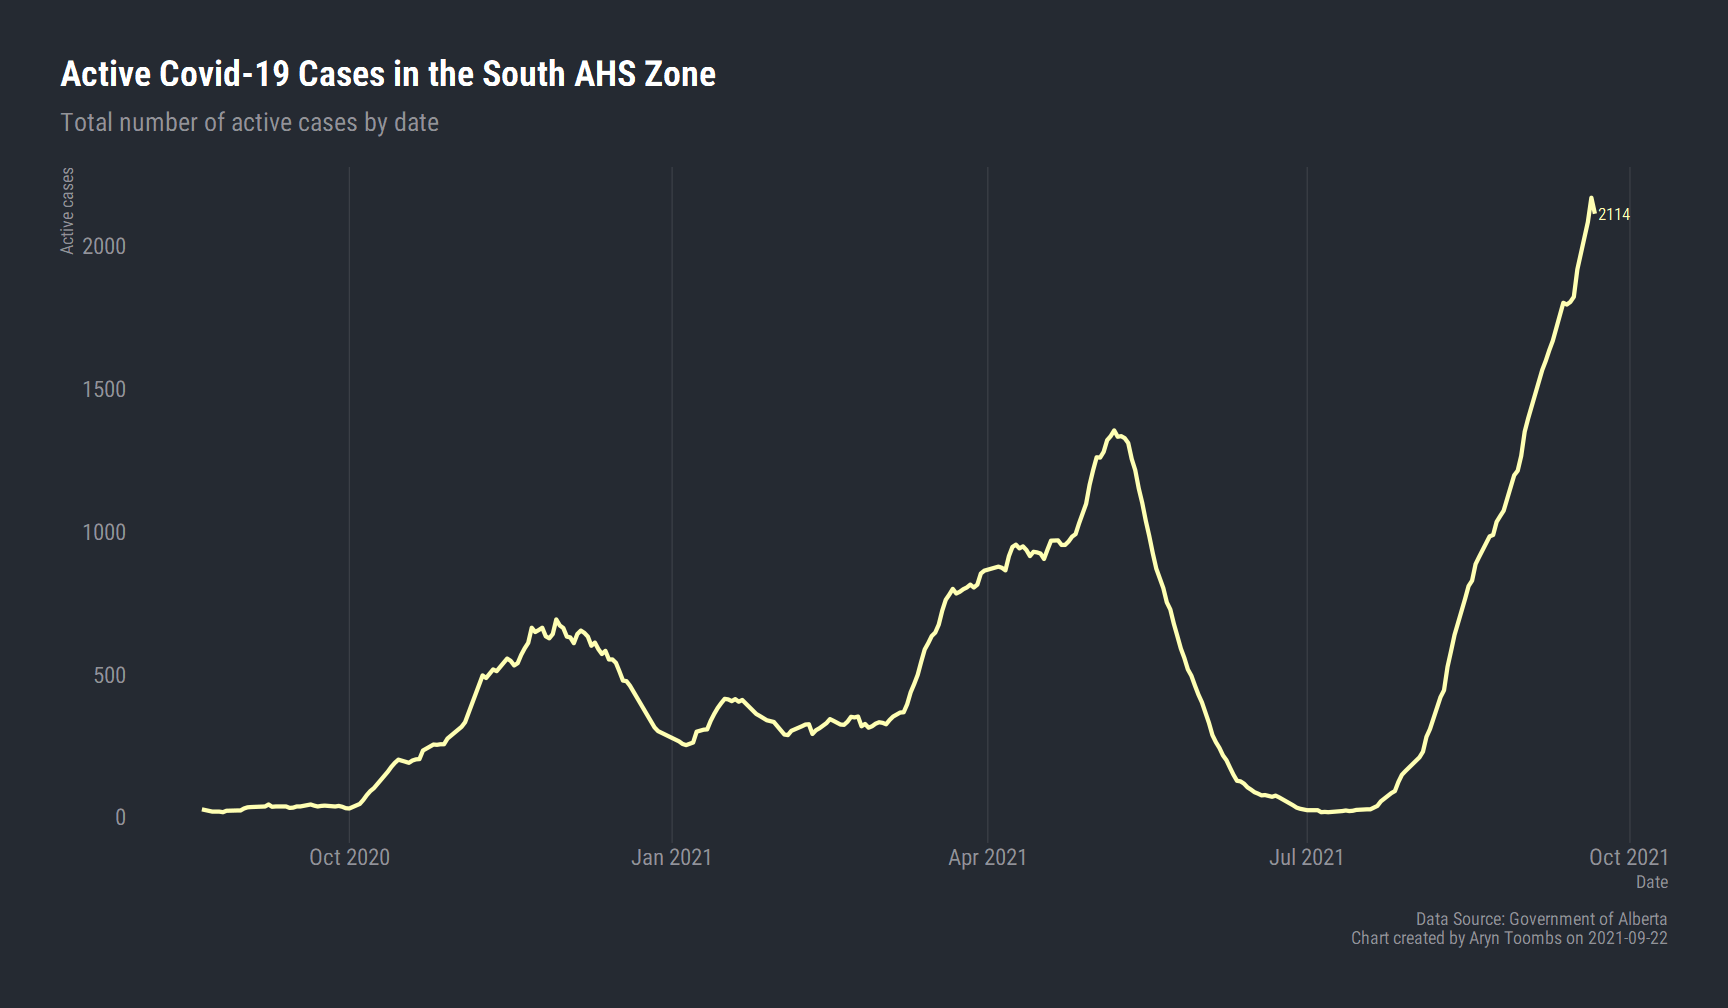 Active Covid-19 Cases in the South AHS Zone
Total number of active cases by date
Active cases
2114
2000
1500
1000
500
0
Oct 2020
Jan 2021
Apr 2021
Jul 2021
Oct 2021
Date
Data Source: Government of Alberta
Chart created by Aryn Toombs on 2021-09-22